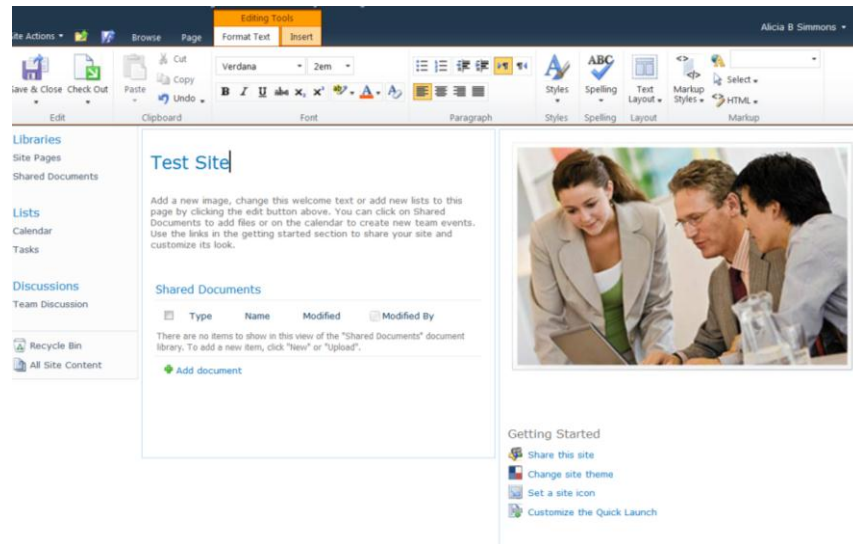 Editing Tools
ite Actions Browse Page Format Text Insert Alicia B Simmons
ave & Close Check Out Paste Cut Copy Undo Verdana 2em Styles ABC Spelling Text Layout Markup Styles Select HTML
B I U abe x, x² A
Edit Clipboard Font Paragraph Styles Spelling Layout Markup
Libraries
Site Pages
Shared Documents
Lists
Calendar
Tasks
Discussions
Team Discussion
Recycle Bin
All Site Content
Test Site
Add a new image, change this welcome text or add new lists to this
page by clicking the edit button above. You can click on Shared
Documents to add files or on the calendar to create new team events.
Use the links in the getting started section to share your site and
customize its look.
Shared Documents
Type Name Modified Modified By
There are no items to show in this view of the "Shared Documents" document
library. To add a new item, click "New" or "Upload".
Add document
Getting Started
Share this site
Change site theme
Set a site icon
Customize the Quick Launch